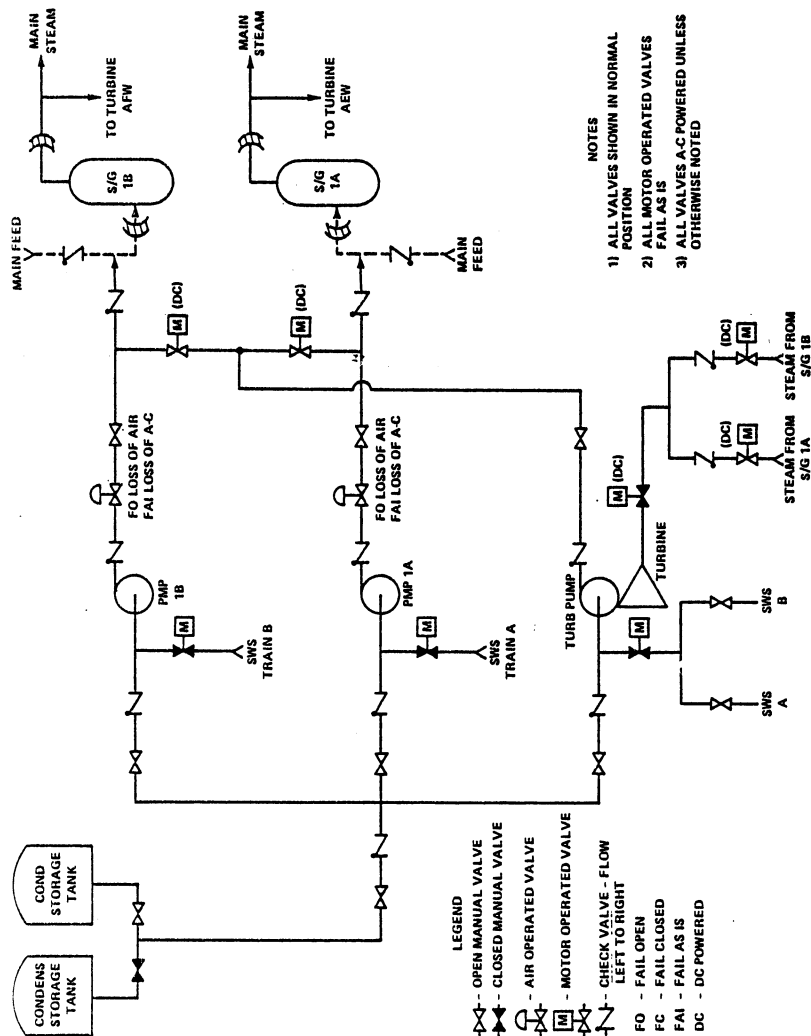 CONDENS
STORAGE
TANK
COND
STORAGE
TANK
MAIN FEED
S/G
1B
MAIN
STEAM
TO TURBINE
AFW
S/G
1A
MAIN
STEAM
TO TURBINE
AEW
MAIN
FEED
M (DC)
M (DC)
FO LOSS OF AIR
FAI LOSS OF A-C
FO LOSS OF AIR
FAI LOSS OF A-C
PMP
1B
M
SWS
TRAIN B
PMP 1A
M
SWS
TRAIN A
TURB PUMP
M
SWS
A
SWS
B
TURBINE
M (DC)
(DC)
M
STEAM FROM
S/G 1A
(DC)
M
STEAM FROM
S/G 1B
LEGEND
- OPEN MANUAL VALVE
- CLOSED MANUAL VALVE
- AIR OPERATED VALVE
M - MOTOR OPERATED VALVE
- CHECK VALVE - FLOW
LEFT TO RIGHT
FO - FAIL OPEN
FC - FAIL CLOSED
FAI - FAIL AS IS
DC - DC POWERED
NOTES
1) ALL VALVES SHOWN IN NORMAL
POSITION
2) ALL MOTOR OPERATED VALVES
FAIL AS IS
3) ALL VALVES A-C POWERED UNLESS
OTHERWISE NOTED